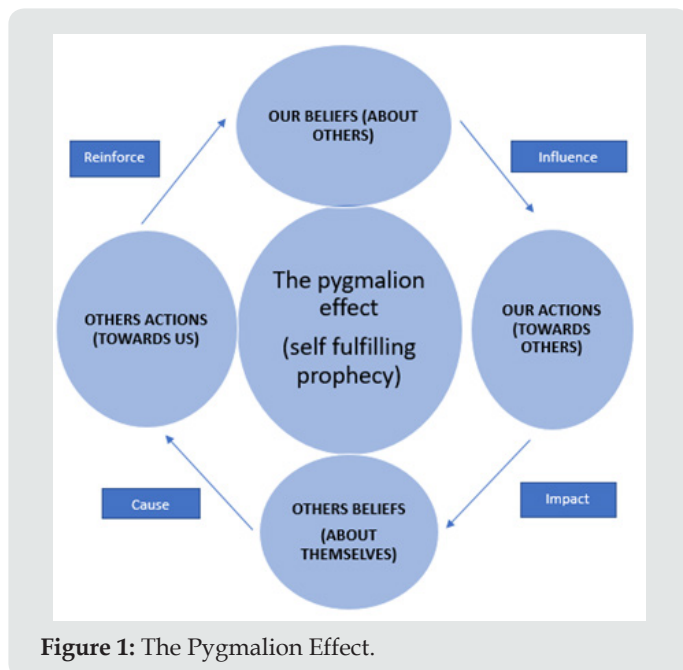 OUR BELIEFS (ABOUT
OTHERS)
Reinforce
Influence
OTHERS ACTIONS
(TOWARDS US)
The pygmalion
effect
(self fulfilling
prophecy)
OUR ACTIONS
(TOWARDS
OTHERS)
Cause
Impact
OTHERS BELIEFS
(ABOUT
THEMSELVES)
Figure 1: The Pygmalion Effect.